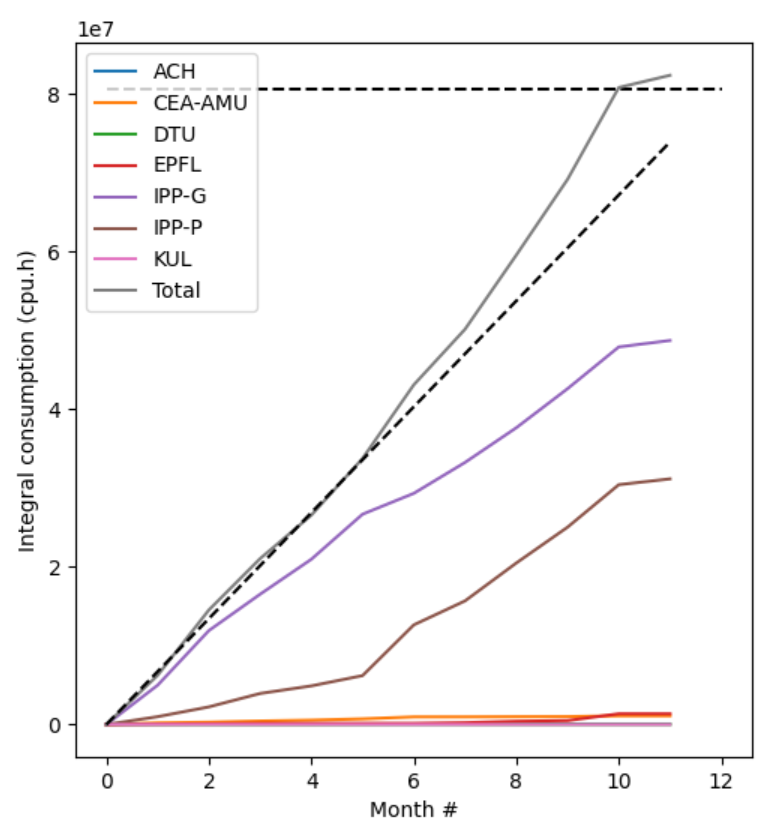 1e7
ACH
CEA-AMU
DTU
EPFL
IPP-G
IPP-P
KUL
Total
8
6
4
2
0
Integral consumption (cpu.h)
0 2 4 6 8 10 12
Month #